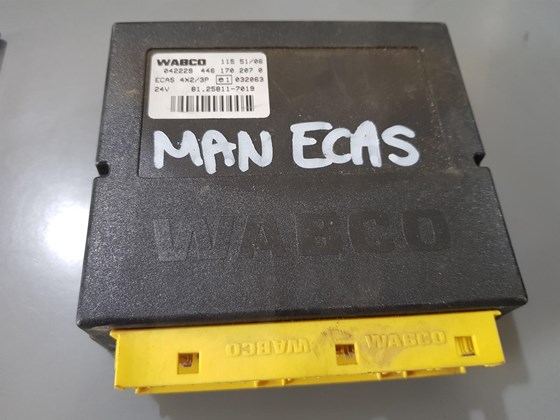 WABCO 115 51/06
042229 446 170 207 0
ECAS 4X2/3P e1 032063
24V 81.25811-7019
MAN ECAS
WABCO
WABCO WABCO